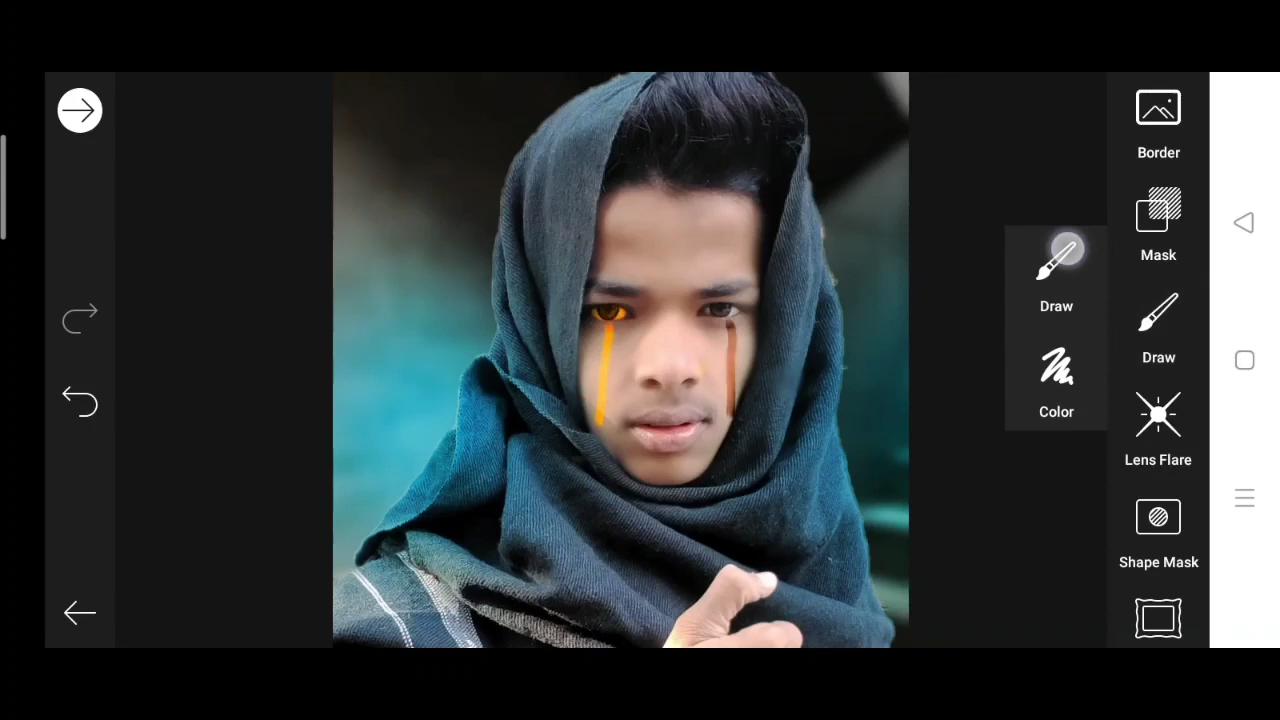 Border
Mask
Draw
Draw
Color
Lens Flare
Shape Mask